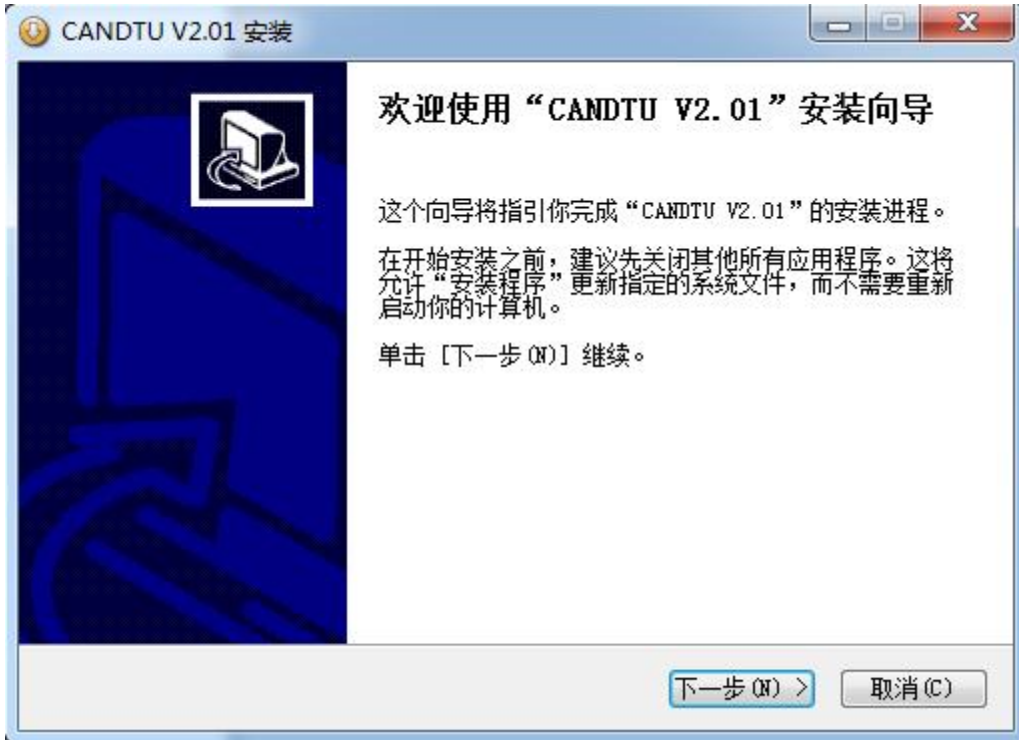 CANDTU V2.01 安装
欢迎使用“CANDTU V2.01”安装向导
这个向导将指引你完成“CANDTU V2.01”的安装进程。
在开始安装之前，建议先关闭其他所有应用程序。这将
允许“安装程序”更新指定的系统文件，而不需要重新
启动你的计算机。
单击 [下一步(N)] 继续。
下一步(N) >
取消(C)